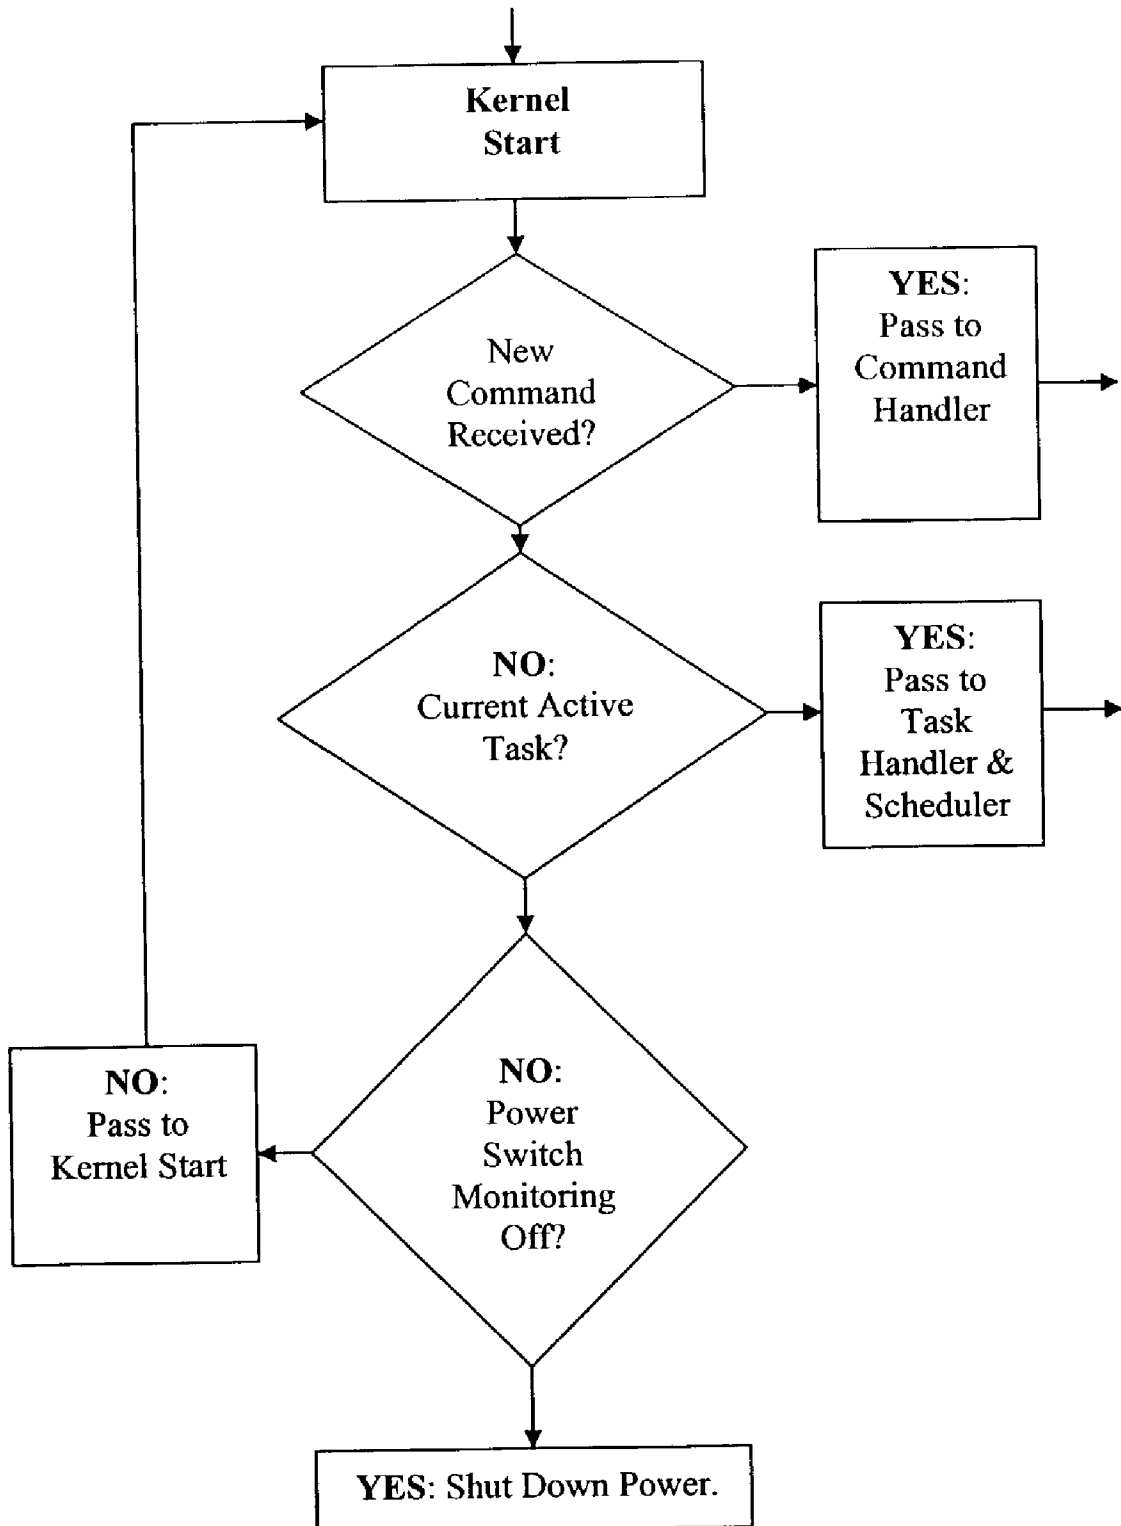 Kernel
Start
New
Command
Received?
YES:
Pass to
Command
Handler
NO:
Current Active
Task?
YES:
Pass to
Task
Handler &
Scheduler
NO:
Power
Switch
Monitoring
Off?
NO:
Pass to
Kernel Start
YES: Shut Down Power.